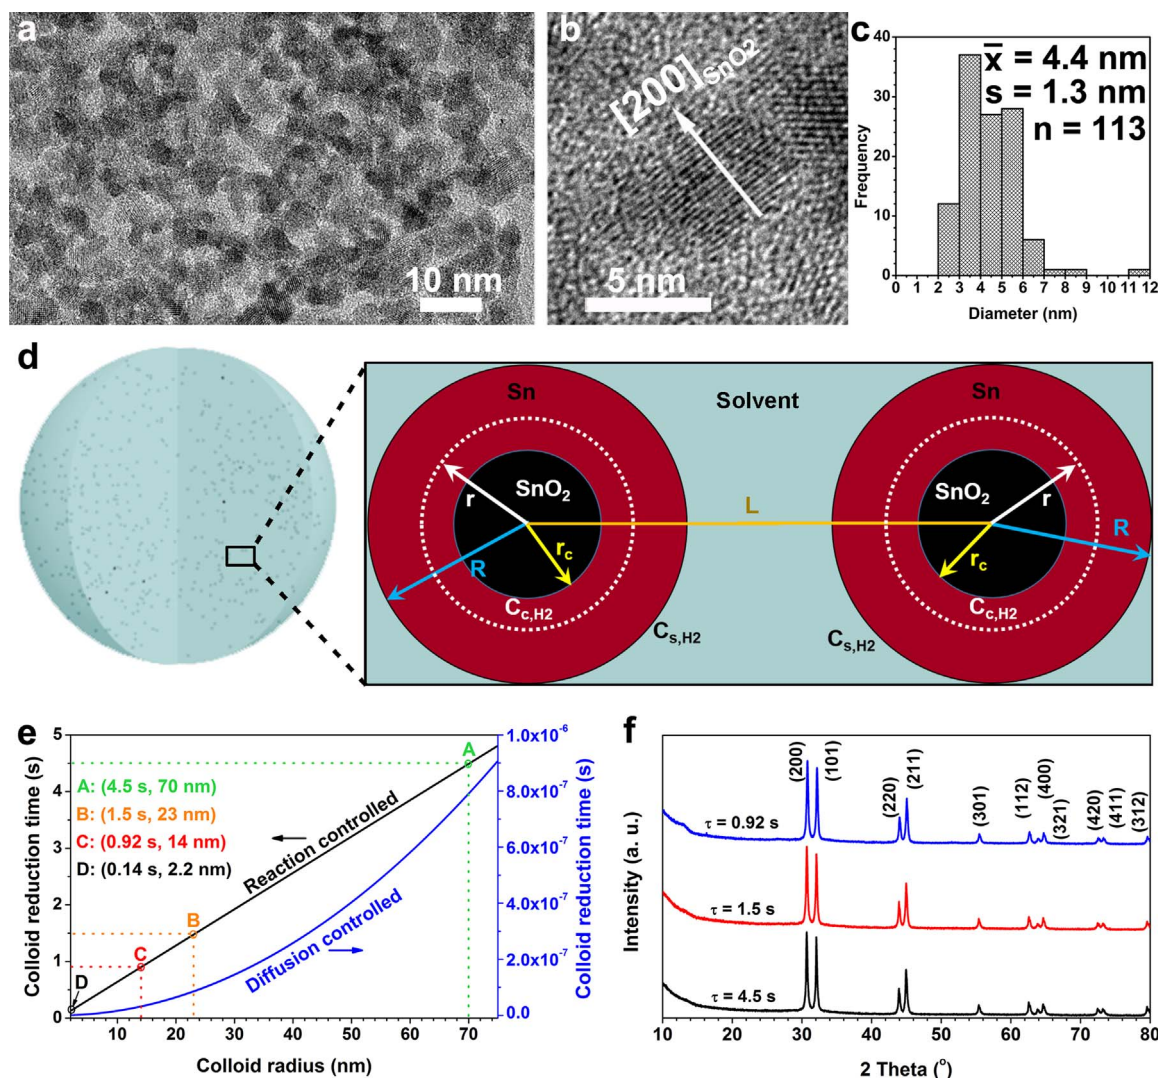 a
10 nm
b
[200]SnO2
5 nm
c
x̄ = 4.4 nm
s = 1.3 nm
n = 113
40
30
20
10
0
Frequency
0 1 2 3 4 5 6 7 8 9 10 11 12
Diameter (nm)
d
Sn
Solvent
Sn
SnO₂
SnO₂
r
L
r
R
r_c
r_c
R
C_c,H2
C_s,H2
C_s,H2
C_c,H2
e
5
4
3
2
1
0
Colloid reduction time (s)
A: (4.5 s, 70 nm)
B: (1.5 s, 23 nm)
C: (0.92 s, 14 nm)
D: (0.14 s, 2.2 nm)
A
B
C
D
Reaction controlled
Diffusion controlled
1.0x10⁻⁶
8.0x10⁻⁷
6.0x10⁻⁷
4.0x10⁻⁷
2.0x10⁻⁷
0.0
Colloid reduction time (s)
0 10 20 30 40 50 60 70
Colloid radius (nm)
f
Intensity (a. u.)
(200)
(101)
(220)
(211)
(301)
(112)
(400)
(321)
(420)
(411)
(312)
τ = 0.92 s
τ = 1.5 s
τ = 4.5 s
10 20 30 40 50 60 70 80
2 Theta (°)